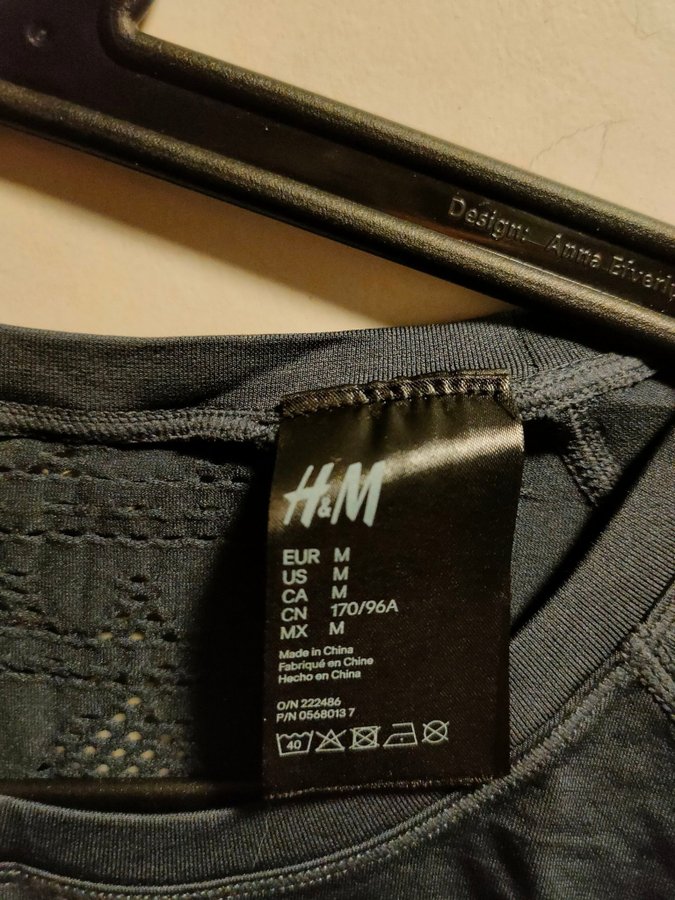 Design: Anna Efverlu
H&M
EUR M
US M
CA M
CN 170/96A
MX M
Made in China
Fabriqué en Chine
Hecho en China
O/N 222486
P/N 0568013 7
40